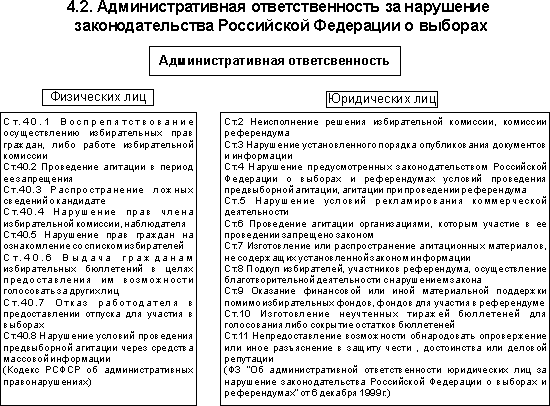 4.2. Административная ответственность за нарушение
законодательства Российской Федерации о выборах
Административная ответсвенность
Физических лиц
Ст.40.1 Воспрепятствование
осуществлению избирательных прав
граждан, либо работе избирательной
комиссии
Ст.40.2 Проведение агитации в период
ее запрещения
Ст.40.3 Распространение ложных
сведений о кандидате
Ст.40.4 Нарушение прав члена
избирательной комиссии, наблюдателя
Ст.40.5 Нарушение прав граждан на
ознакомление со списком избирателей
Ст.40.6 Выдача гражданам
избирательных бюллетений в целях
предоставления им возможности
голосовать за других лиц
Ст.40.7 Отказ работодателя в
предоставлении отпуска для участия в
выборах
Ст.40.8 Нарушение условий проведения
предвыборной агитации через средства
массовой информации
(Кодекс РСФСР об административных
правонарушениях)
Юридических лиц
Ст.2 Неисполнение решения избирательной комиссии, комиссии
референдума
Ст.3 Нарушение установленного порядка опубликования документов
и информации
Ст.4 Нарушение предусмотренных законодательством Российской
Федерации о выборах и референдумах условий проведения
предвыборной агитации, агитации при проведении референдума
Ст.5 Нарушение условий рекламирования коммерческой
деятельности
Ст.6 Проведение агитации организациями, которым участие в ее
проведении запрещено законом
Ст.7 Изготовление или распространение агитационных материалов,
не содержащих установленной законом информации
Ст.8 Подкуп избирателей, участников референдума, осуществление
благотворительной деятельности с нарушением закона
Ст.9 Оказание финансовой или иной материальной поддержки
помимо избирательных фондов, фондов для участия в референдуме
Ст.10 Изготовление неучтенных тиражей бюллетеней для
голосования либо сокрытие остатков бюллетеней
Ст.11 Непредоставление возможности обнародовать опровержение
или иное разъяснение в защиту чести , достоинства или деловой
репутации
(ФЗ "Об административной ответственности юридических лиц за
нарушение законодательства Российской Федерации о выборах и
референдумах" от 6 декабря 1999г.)